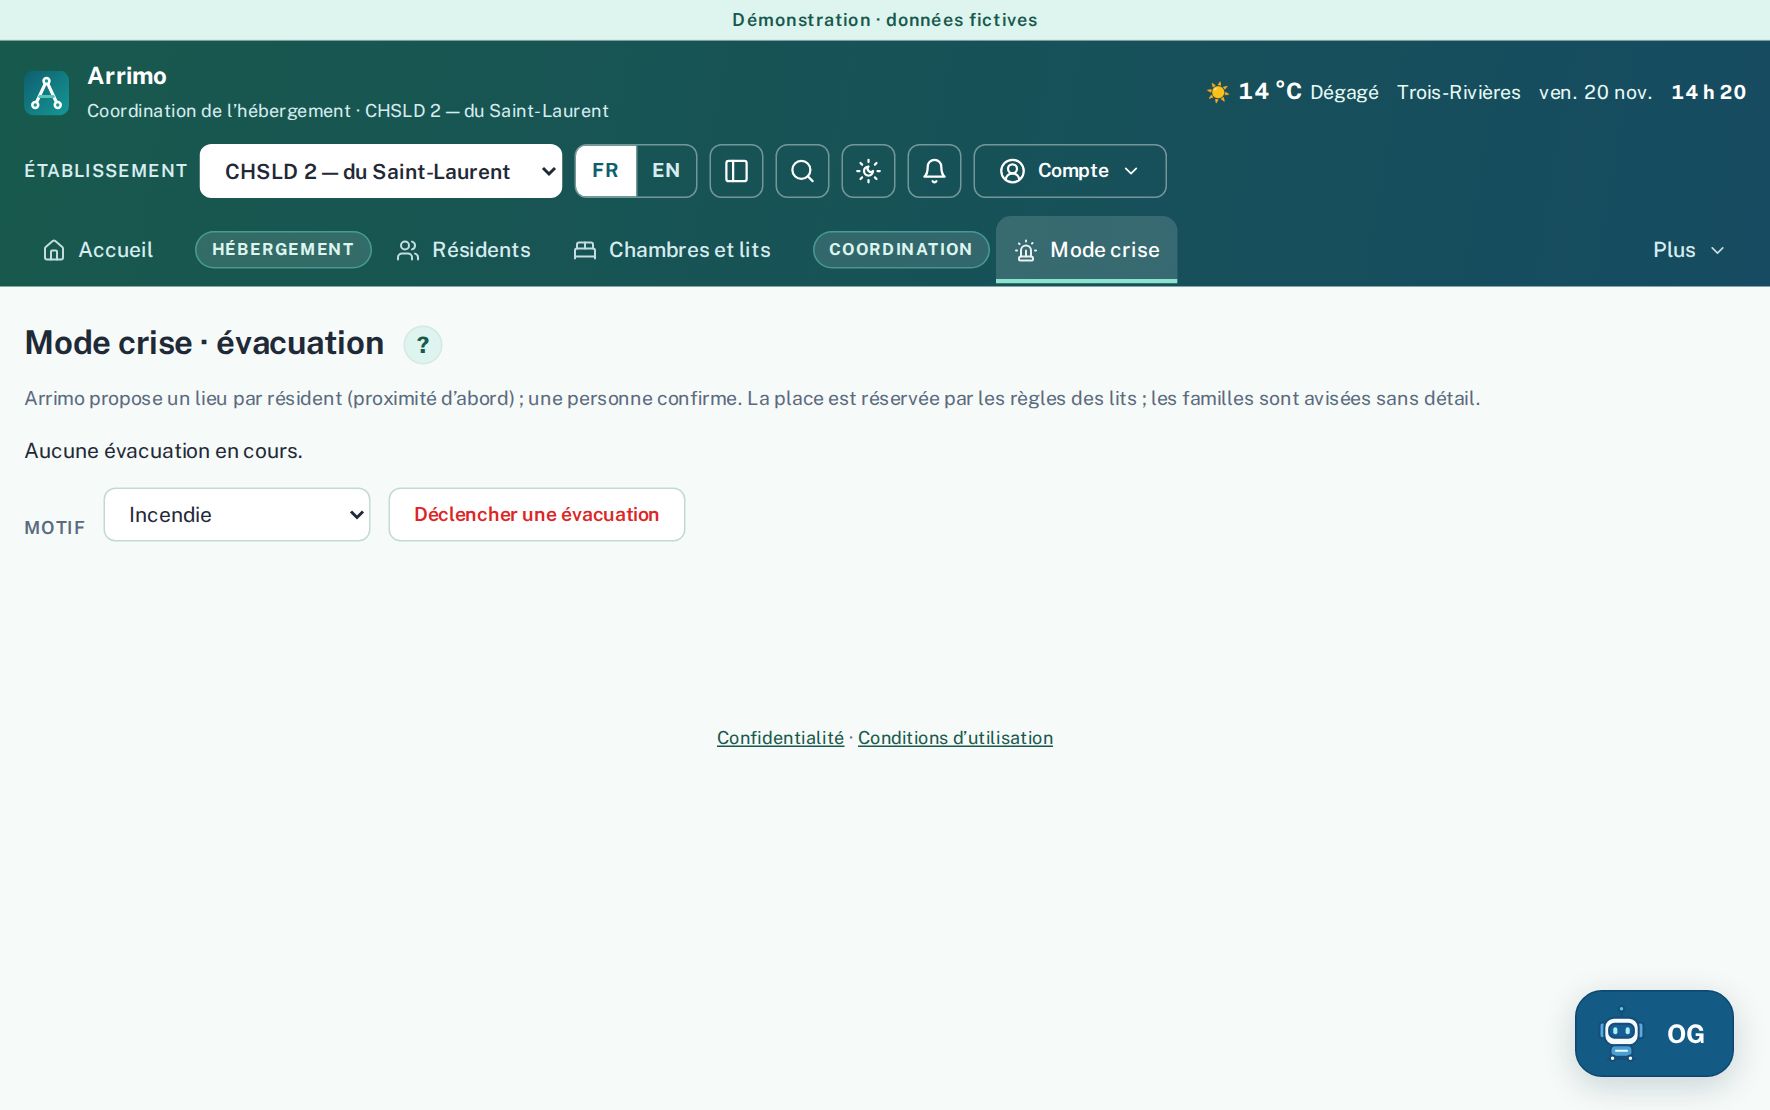 Démonstration · données fictives
Arrimo
Coordination de l’hébergement · CHSLD 2 — du Saint-Laurent
14 °C Dégagé Trois-Rivières ven. 20 nov. 14 h 20
ÉTABLISSEMENT CHSLD 2 — du Saint-Laurent FR EN Compte
Accueil HÉBERGEMENT Résidents Chambres et lits COORDINATION Mode crise Plus
Mode crise · évacuation ?
Arrimo propose un lieu par résident (proximité d’abord) ; une personne confirme. La place est réservée par les règles des lits ; les familles sont avisées sans détail.
Aucune évacuation en cours.
MOTIF Incendie Déclencher une évacuation
Confidentialité · Conditions d’utilisation
OG